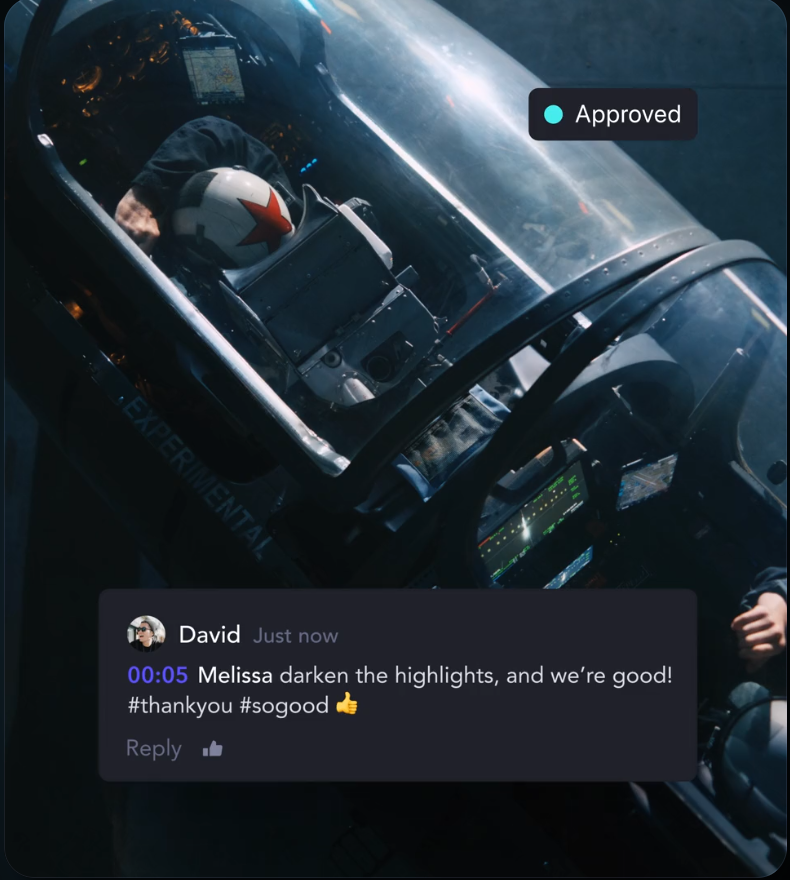 Approved
EXPERIMENTAL
David Just now
00:05 Melissa darken the highlights, and we’re good!
#thankyou #sogood 👍
Reply